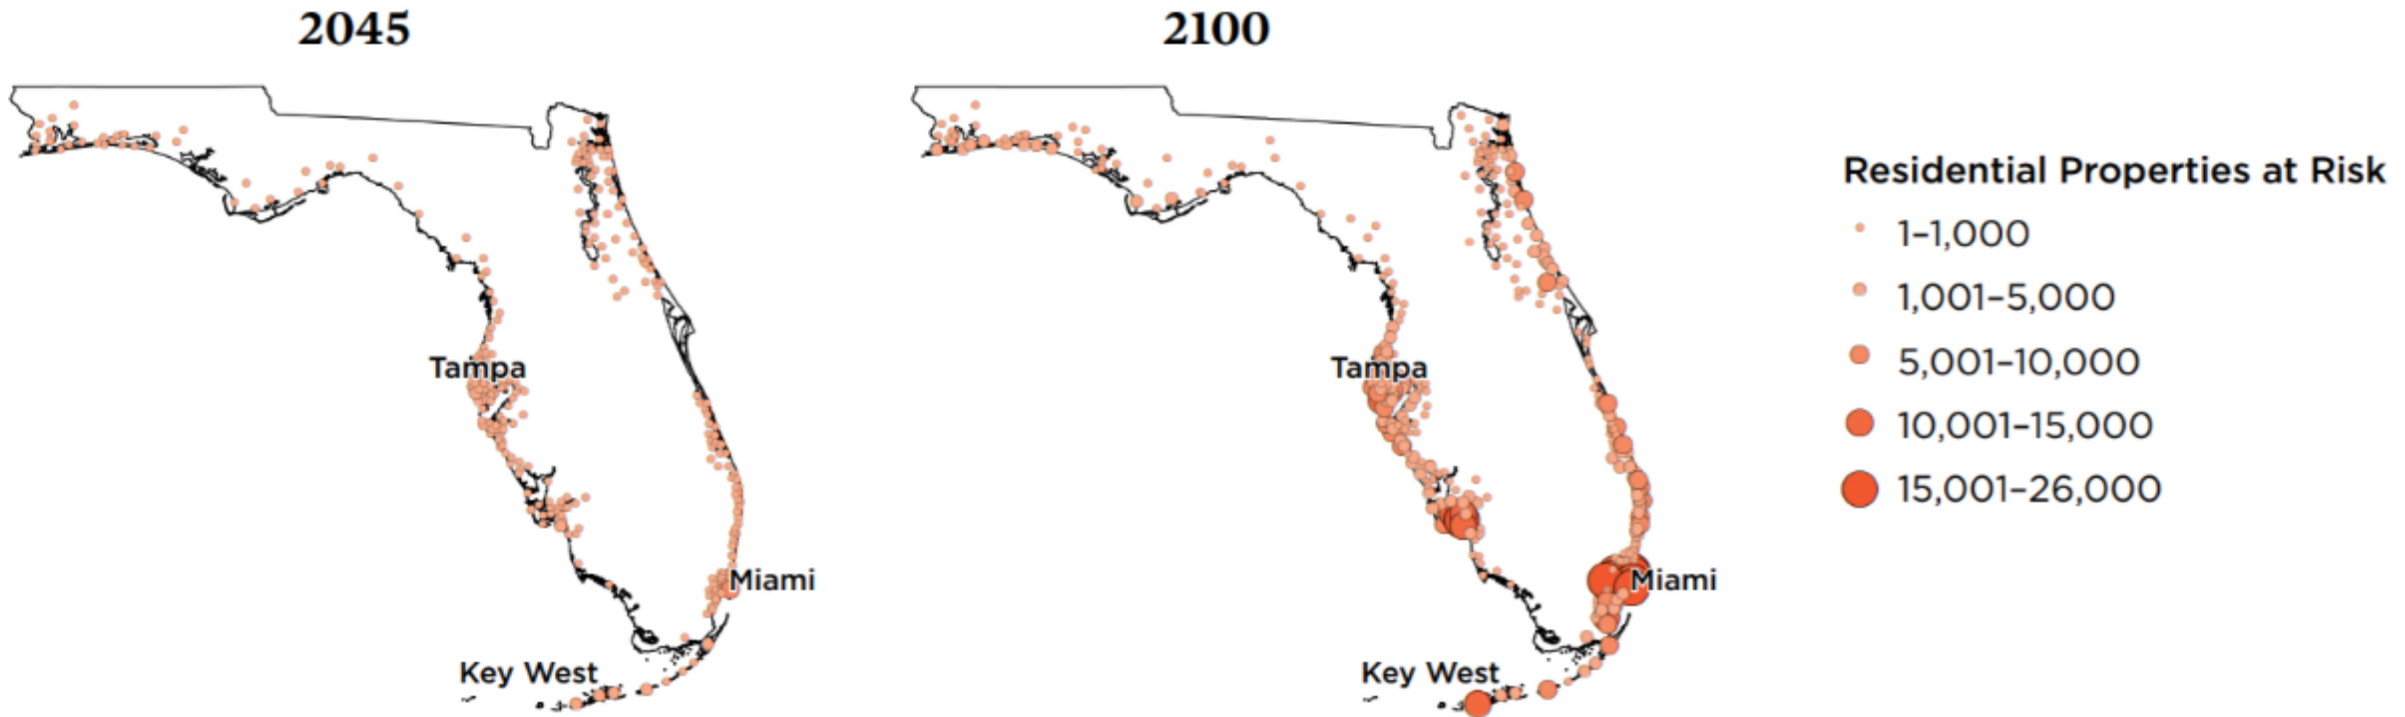 2045
2100
Residential Properties at Risk
1–1,000
1,001–5,000
5,001–10,000
10,001–15,000
15,001–26,000
Tampa
Miami
Key West
Tampa
Miami
Key West